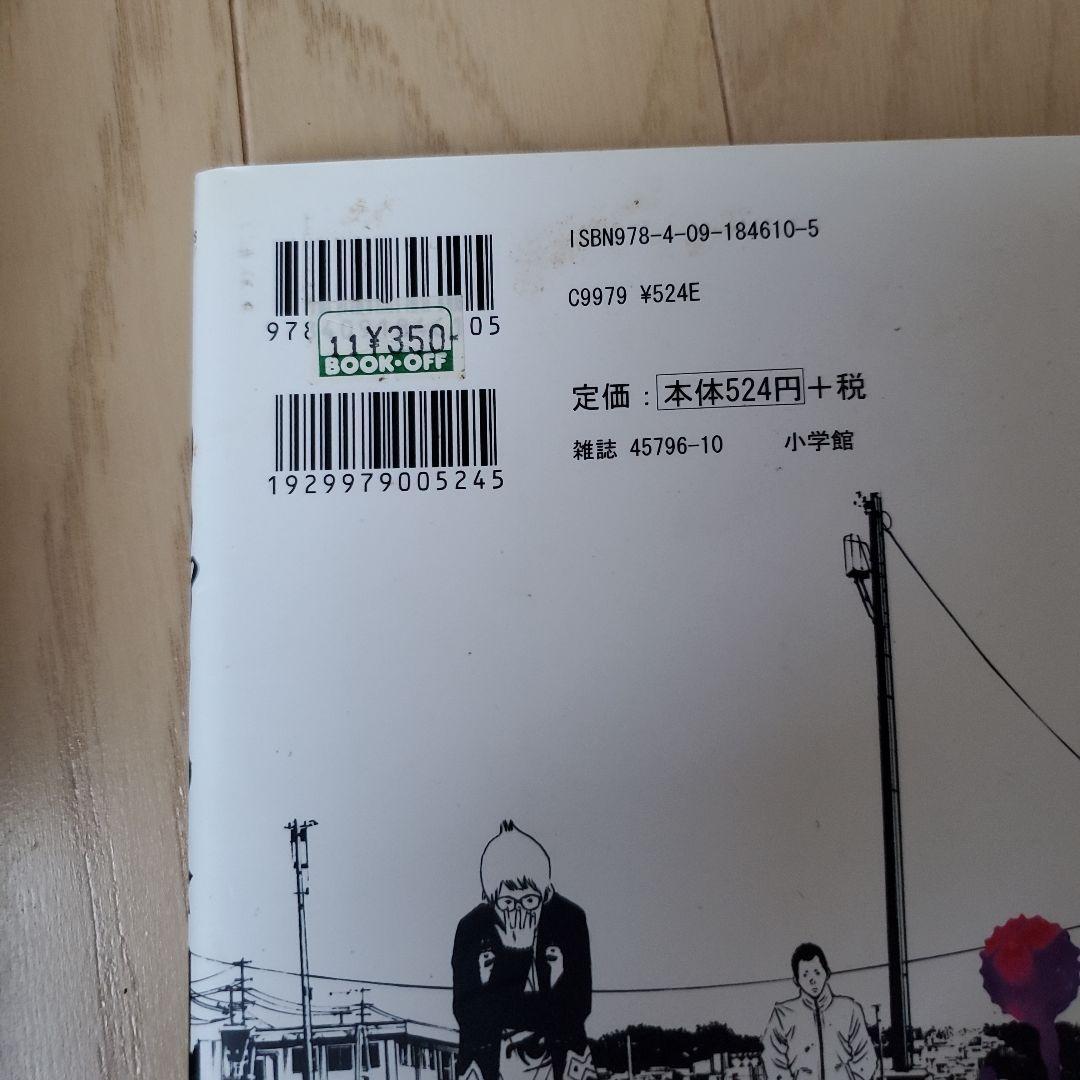 ISBN978-4-09-184610-5
C9979 ¥524E
定価：本体524円＋税
雑誌 45796-10 小学館
978 05
11 ¥350-
BOOK・OFF
1929979005245